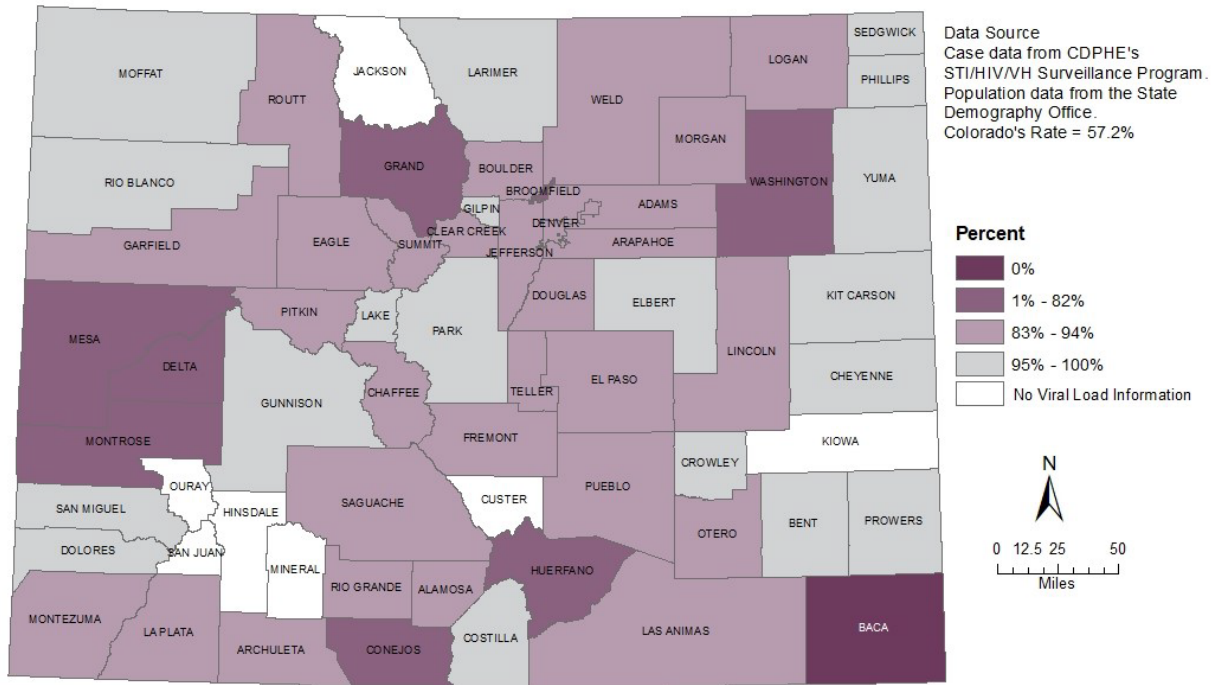 Data Source
Case data from CDPHE's
STI/HIV/VH Surveillance Program.
Population data from the State
Demography Office.
Colorado's Rate = 57.2%
SEDGWICK
LOGAN
JACKSON
MOFFAT
LARIMER
PHILLIPS
ROUTT
WELD
MORGAN
GRAND
BOULDER
WASHINGTON
YUMA
RIO BLANCO
BROOMFIELD
GILPIN
ADAMS
DENVER
CLEAR CREEK
EAGLE
SUMMIT
GARFIELD
ARAPAHOE
JEFFERSON
DOUGLAS
ELBERT
KIT CARSON
PITKIN
LAKE
PARK
MESA
LINCOLN
DELTA
CHEYENNE
EL PASO
TELLER
CHAFFEE
GUNNISON
MONTROSE
FREMONT
KIOWA
CROWLEY
OURAY
PUEBLO
CUSTER
SAGUACHE
HINSDALE
SAN MIGUEL
BENT
PROWERS
OTERO
DOLORES
SAN JUAN
MINERAL
HUERFANO
RIO GRANDE
ALAMOSA
MONTEZUMA
LA PLATA
BACA
LAS ANIMAS
COSTILLA
ARCHULETA
CONEJOS
Percent
0%
1% - 82%
83% - 94%
95% - 100%
No Viral Load Information
N
0 12.5 25 50
Miles